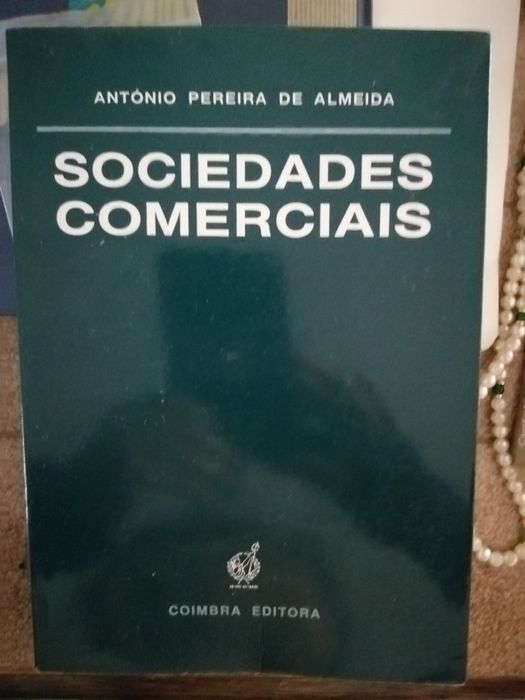 ANTÓNIO PEREIRA DE ALMEIDA
SOCIEDADES
COMERCIAIS
COIMBRA EDITORA